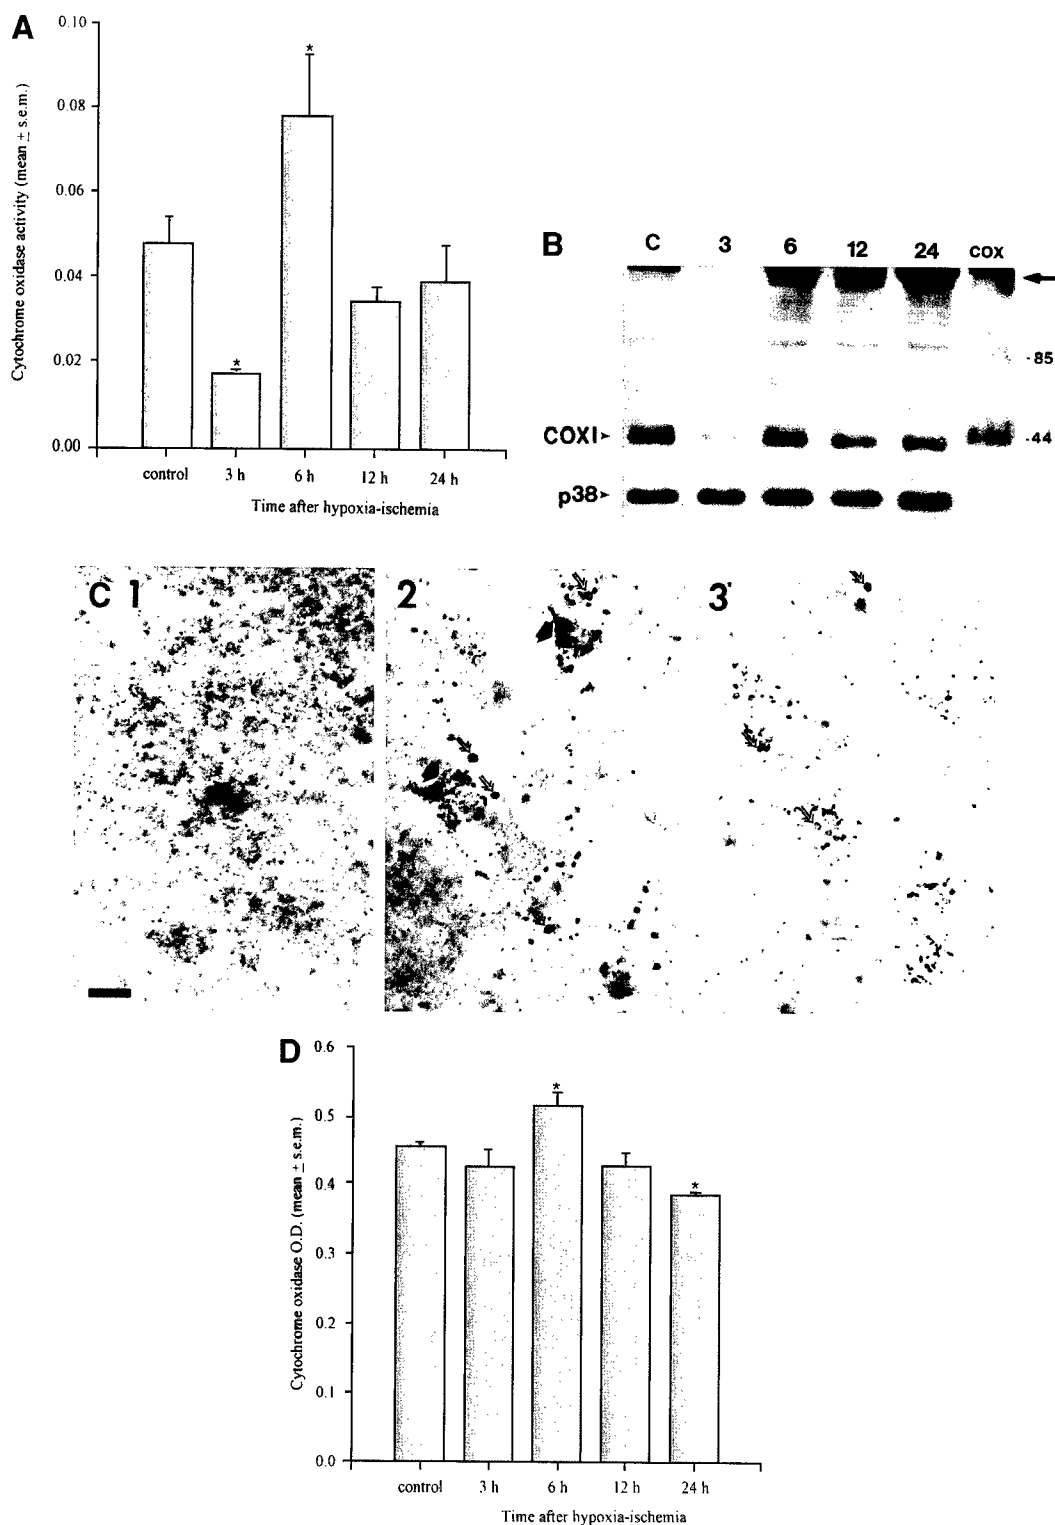 A
Cytochrome oxidase activity (mean ± s.e.m.)
0.10
0.08
0.06
0.04
0.02
0.00
*
*
control 3 h 6 h 12 h 24 h
Time after hypoxia-ischemia
B
C 3 6 12 24 cox
-85
COXI
-44
p38
C 1
2
3
D
Cytochrome oxidase O.D. (mean ± s.e.m.)
0.6
0.5
0.4
0.3
0.2
0.1
0.0
*
*
control 3 h 6 h 12 h 24 h
Time after hypoxia-ischemia